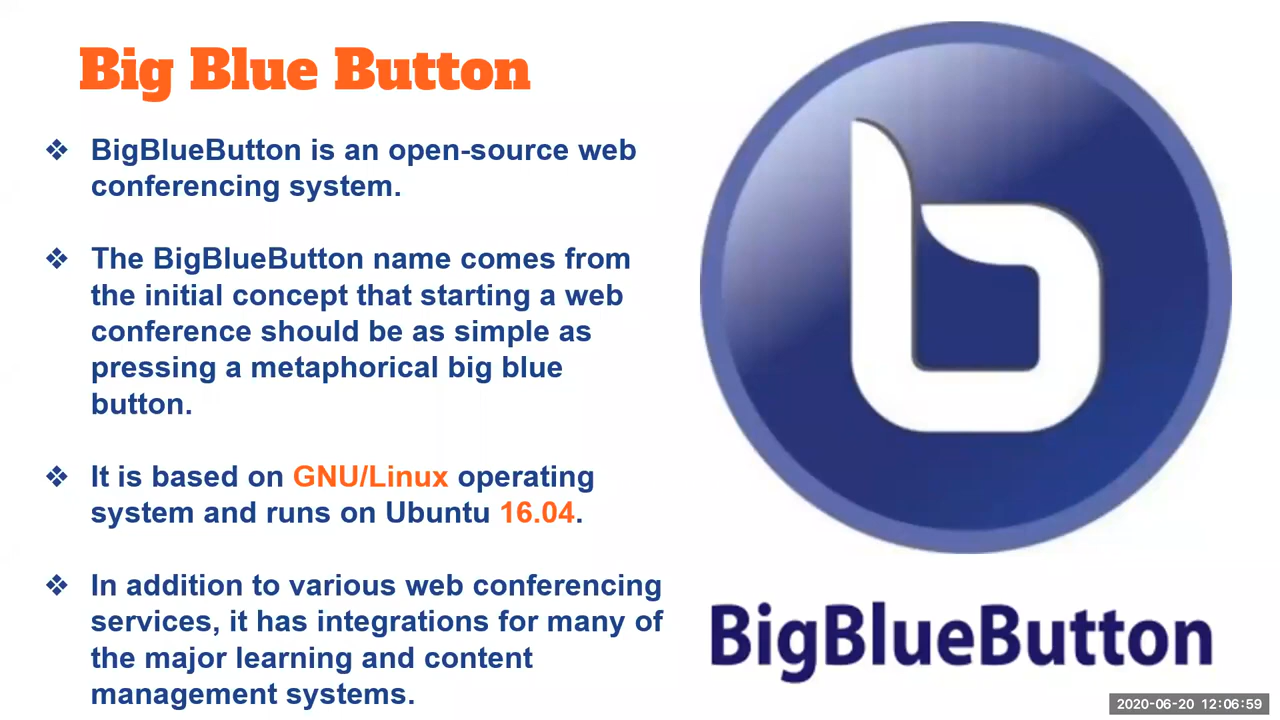 Big Blue Button
❖ BigBlueButton is an open-source web
conferencing system.
❖ The BigBlueButton name comes from
the initial concept that starting a web
conference should be as simple as
pressing a metaphorical big blue
button.
❖ It is based on GNU/Linux operating
system and runs on Ubuntu 16.04.
❖ In addition to various web conferencing
services, it has integrations for many of
the major learning and content
management systems.
b
BigBlueButton
2020-06-20 12:06:59